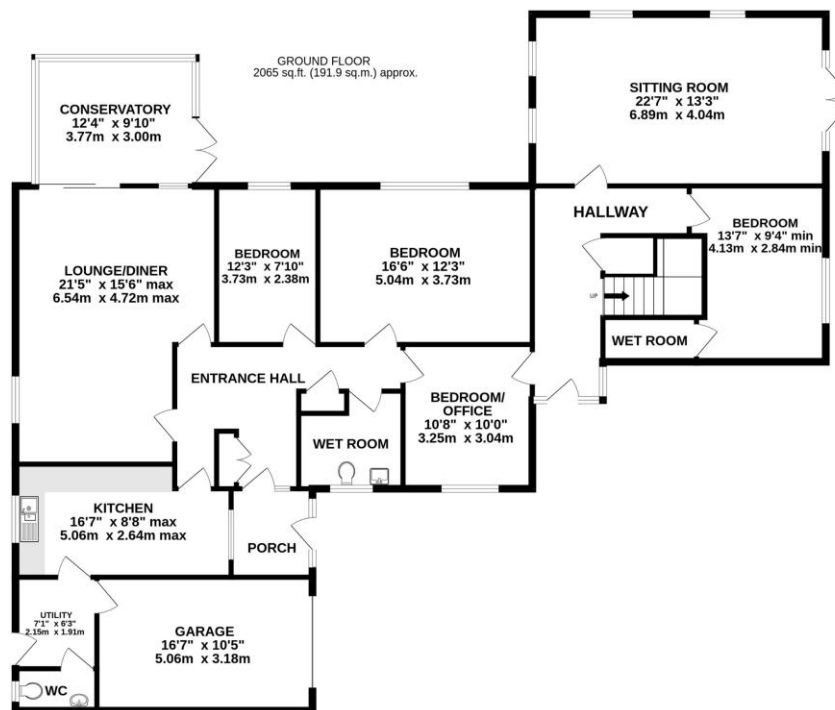 GROUND FLOOR
2065 sq.ft. (191.9 sq.m.) approx.
CONSERVATORY
12'4" x 9'10"
3.77m x 3.00m
SITTING ROOM
22'7" x 13'3"
6.89m x 4.04m
HALLWAY
BEDROOM
13'7" x 9'4" min
4.13m x 2.84m min
LOUNGE/DINER
21'5" x 15'6" max
6.54m x 4.72m max
BEDROOM
12'3" x 7'10"
3.73m x 2.38m
BEDROOM
16'6" x 12'3"
5.04m x 3.73m
UP
WET ROOM
ENTRANCE HALL
BEDROOM/
OFFICE
10'8" x 10'0"
3.25m x 3.04m
WET ROOM
KITCHEN
16'7" x 8'8" max
5.06m x 2.64m max
PORCH
UTILITY
7'1" x 6'3"
2.15m x 1.91m
GARAGE
16'7" x 10'5"
5.06m x 3.18m
WC